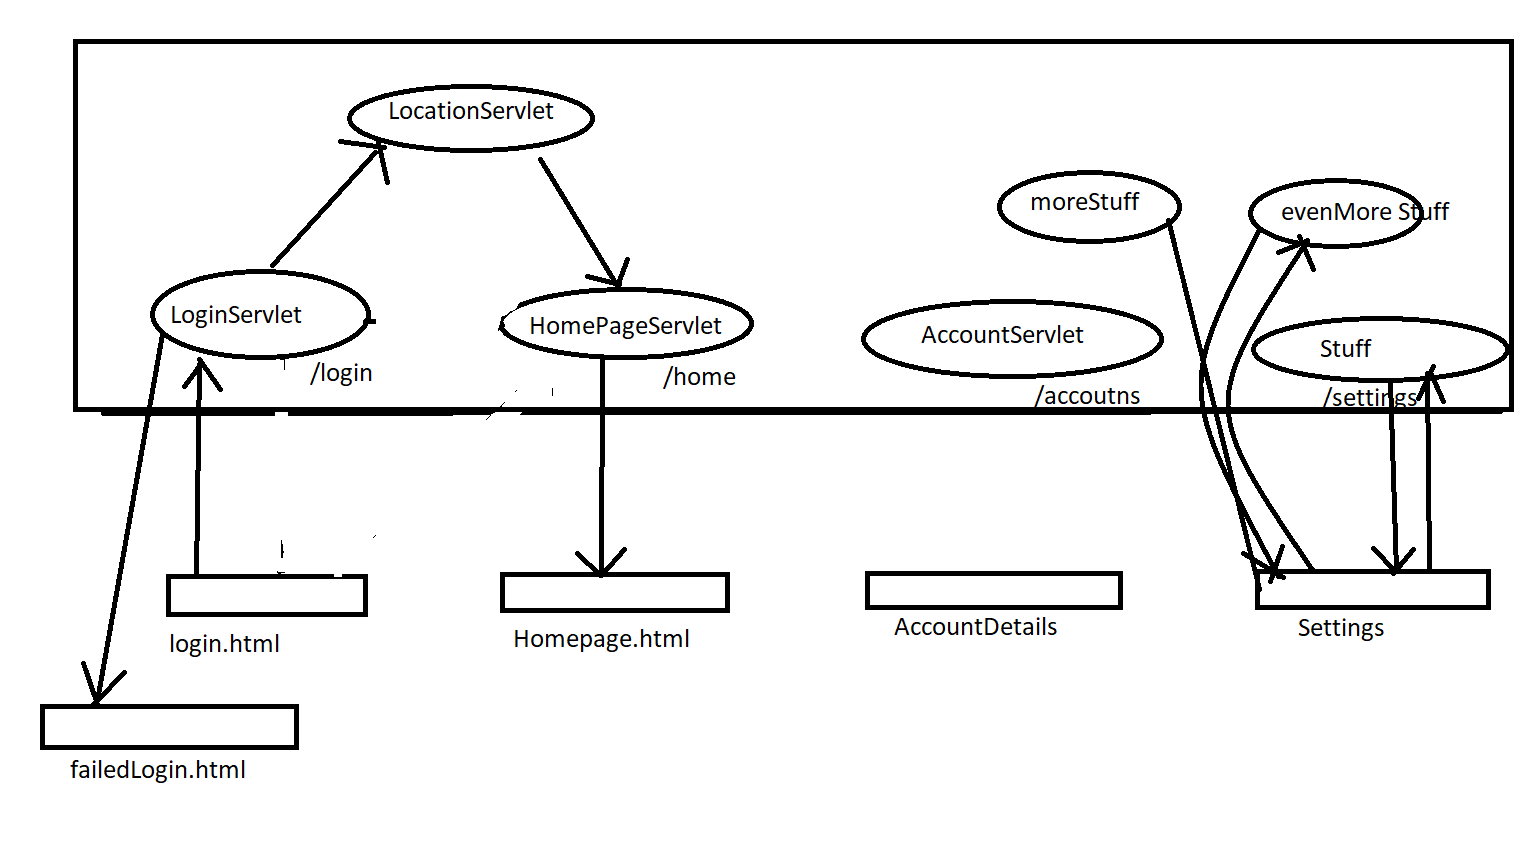 LocationServlet
moreStuff
evenMore Stuff
LoginServlet
HomePageServlet
AccountServlet
Stuff
/login
/home
/accoutns
/settings
login.html
Homepage.html
AccountDetails
Settings
failedLogin.html